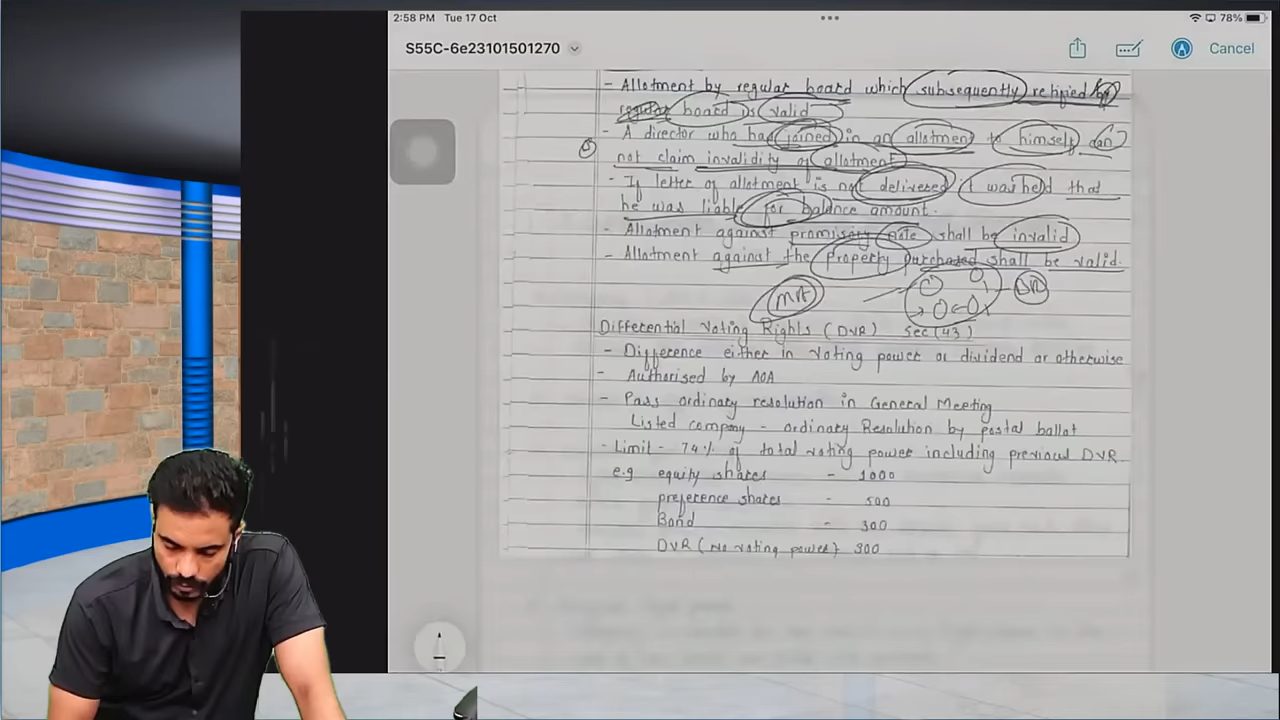 2:58 PM Tue 17 Oct
78%
S55C-6e23101501270
Cancel
- Allotment by regular board which subsequently retified by
regular board is valid
- A director who had joined in an allotment to himself can
not claim invalidity of allotment
- If letter of allotment is not delivered, I was held that
he was liable for balance amount.
- Allotment against promisory note shall be invalid
- Allotment against the property purchased shall be valid.
DVR
Differential Voting Rights (DVR) Sec (43)
- Difference either in voting power or dividend or otherwise
- Authorised by AOA
- Pass ordinary resolution in General Meeting
Listed company - ordinary Resolution by postal ballot
- Limit - 74% of total voting power including previous DVR
e.g equity shares - 1000
preference shares - 500
Bond - 300
DVR (No voting power) 300